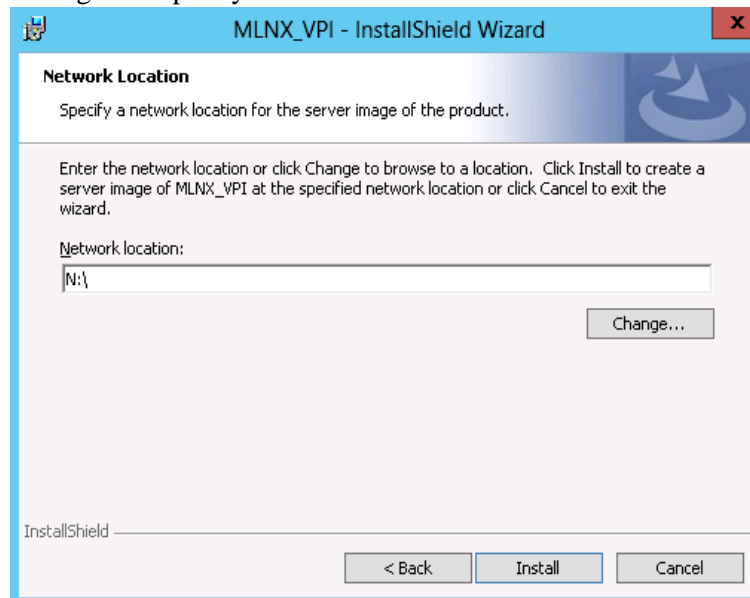 MLNX_VPI - InstallShield Wizard
x
Network Location
Specify a network location for the server image of the product.
Enter the network location or click Change to browse to a location. Click Install to create a
server image of MLNX_VPI at the specified network location or click Cancel to exit the
wizard.
Network location:
N:\
Change...
InstallShield
< Back Install Cancel